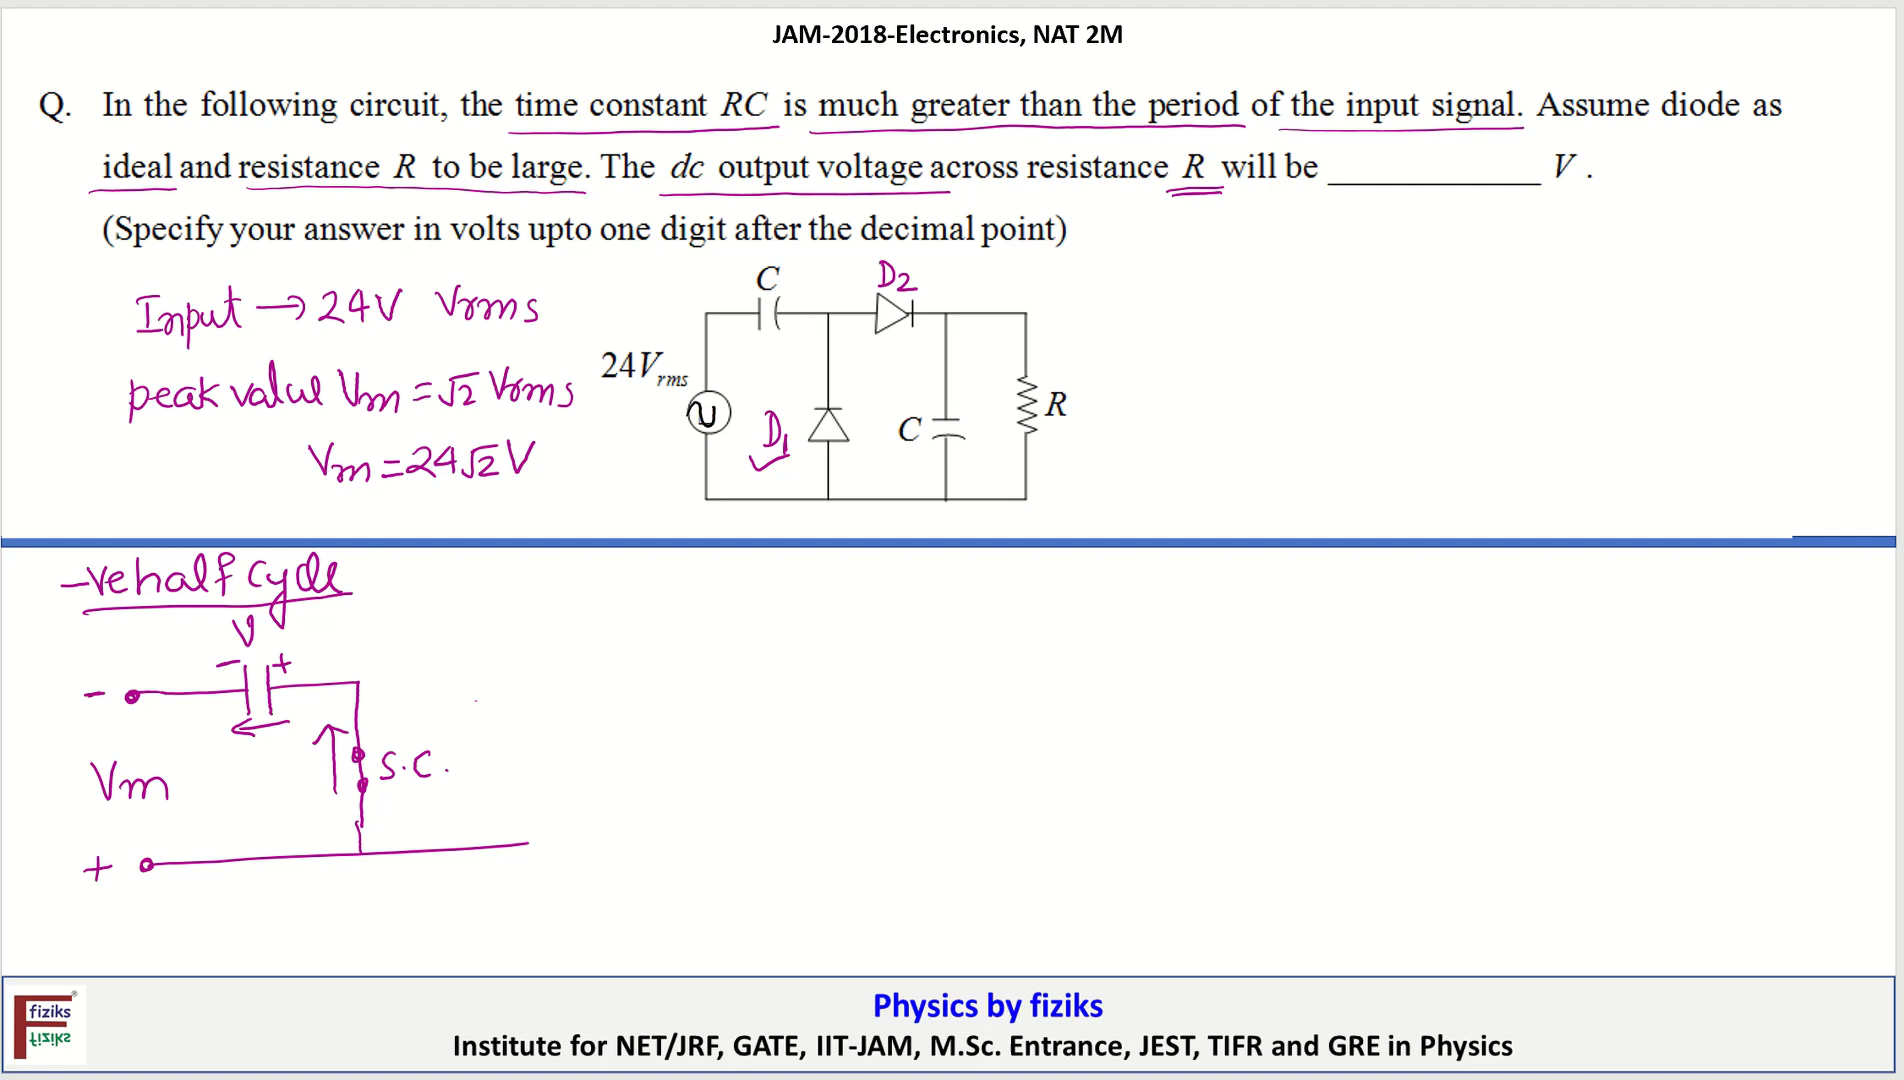 JAM-2018-Electronics, NAT 2M
Q. In the following circuit, the time constant RC is much greater than the period of the input signal. Assume diode as
ideal and resistance R to be large. The dc output voltage across resistance R will be __________ V .
(Specify your answer in volts upto one digit after the decimal point)
Input → 24V Vrms
peak value Vm = √2 Vrms
Vm = 24√2 V
C
D2
24Vrms
D1
C
R
-ve half cycle
V
- +
-
S.C.
Vm
+
fiziks
fiziks
Physics by fiziks
Institute for NET/JRF, GATE, IIT-JAM, M.Sc. Entrance, JEST, TIFR and GRE in Physics